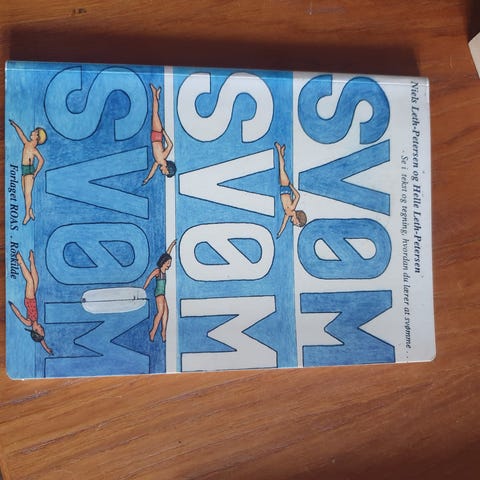 Niels Leth-Petersen og Helle Leth-Petersen
- Se i tekst og tegning, hvordan du lærer at svømme ...
SVØM
SVØM
SVØM
Forlaget ROAS . Roskilde